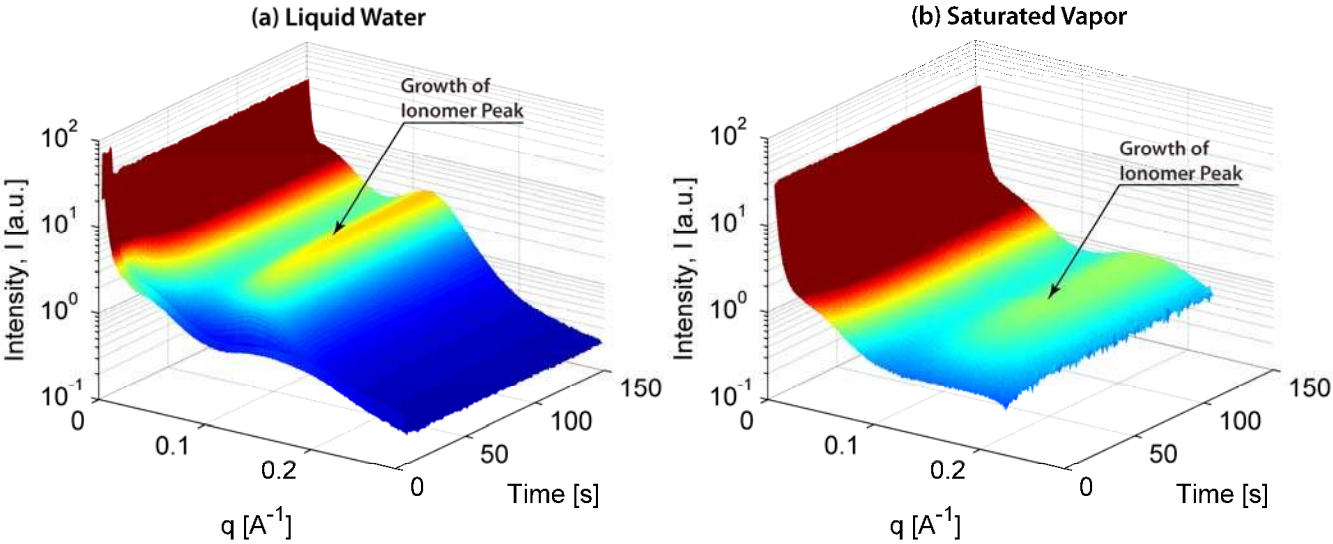 (a) Liquid Water
Growth of
Ionomer Peak
Intensity, I [a.u.]
10²
10¹
10⁰
10⁻¹
0
0.1
0.2
q [A⁻¹]
0
50
100
150
Time [s]
(b) Saturated Vapor
Growth of
Ionomer Peak
Intensity, I [a.u.]
10²
10¹
10⁰
10⁻¹
0
0.1
0.2
q [A⁻¹]
0
50
100
150
Time [s]